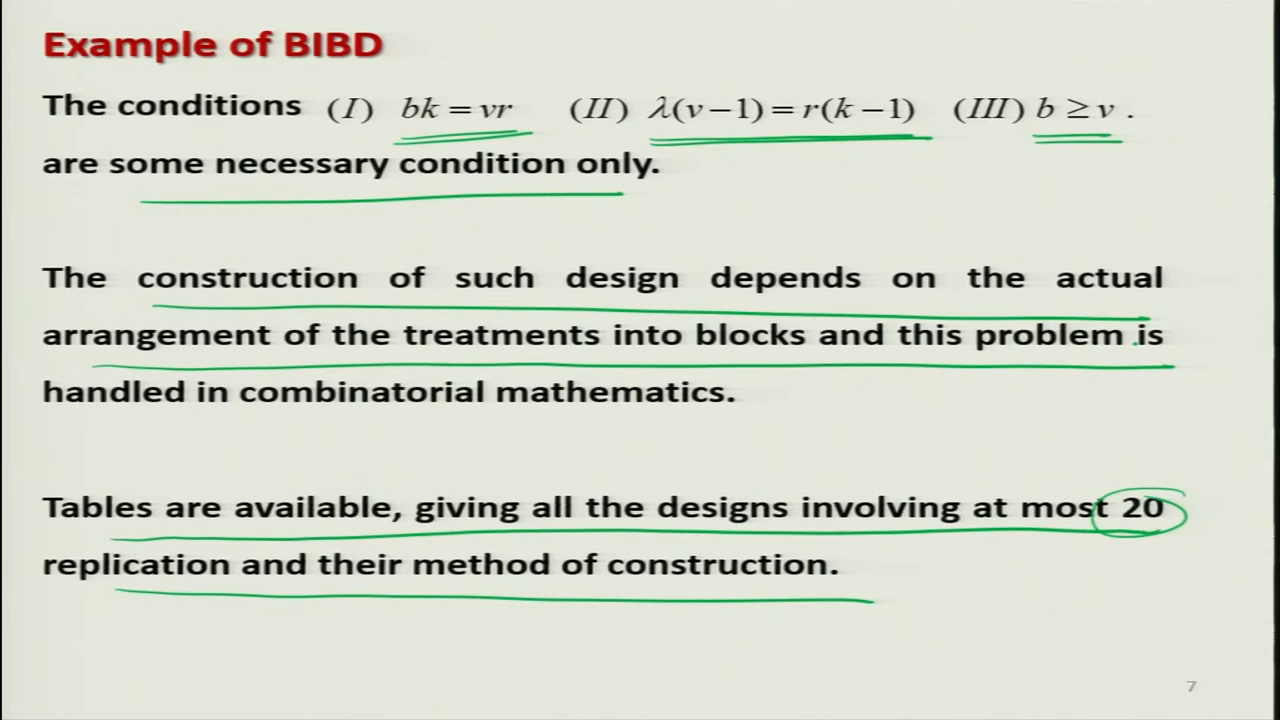 Example of BIBD
The conditions (I) bk = vr (II) λ(v−1) = r(k−1) (III) b ≥ v .
are some necessary condition only.
The construction of such design depends on the actual
arrangement of the treatments into blocks and this problem is
handled in combinatorial mathematics.
Tables are available, giving all the designs involving at most 20
replication and their method of construction.
7